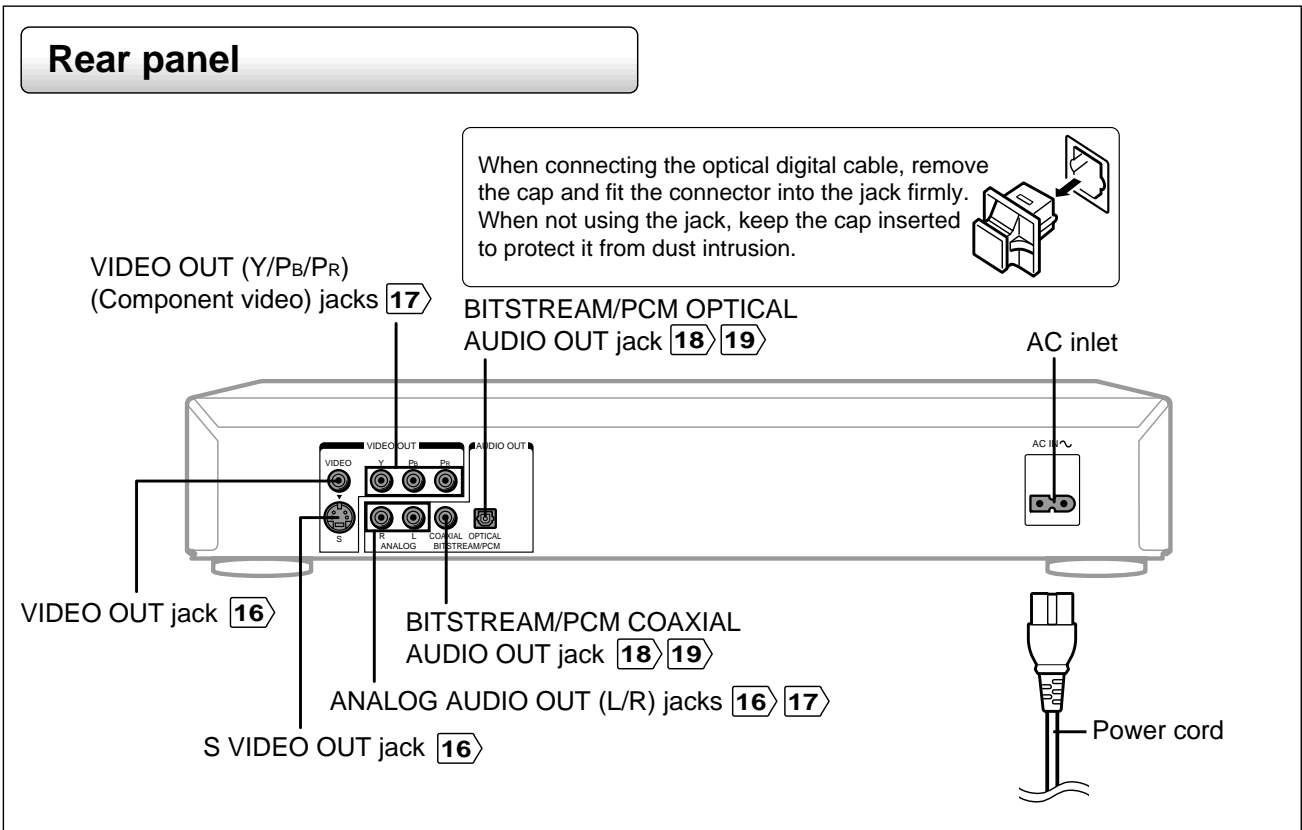 Rear panel
When connecting the optical digital cable, remove
the cap and fit the connector into the jack firmly.
When not using the jack, keep the cap inserted
to protect it from dust intrusion.
VIDEO OUT (Y/PB/PR)
(Component video) jacks 17
BITSTREAM/PCM OPTICAL
AUDIO OUT jack 18 19
AC inlet
VIDEO OUT
AUDIO OUT
VIDEO
Y
PB
PR
S
R
L
ANALOG
COAXIAL
OPTICAL
BITSTREAM/PCM
AC IN
VIDEO OUT jack 16
BITSTREAM/PCM COAXIAL
AUDIO OUT jack 18 19
ANALOG AUDIO OUT (L/R) jacks 16 17
S VIDEO OUT jack 16
Power cord